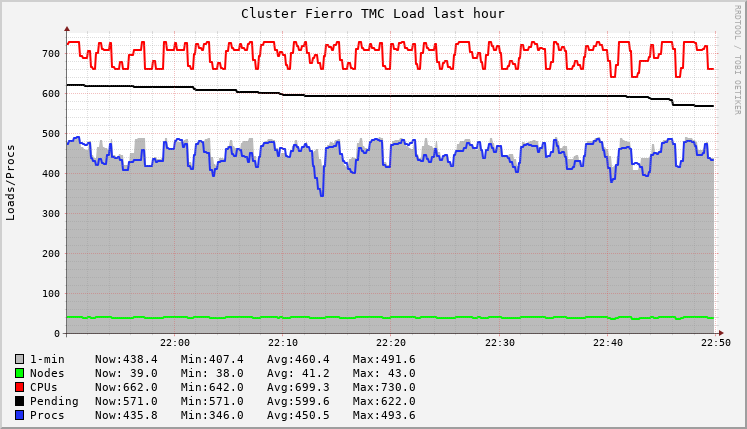 Cluster Fierro TMC Load last hour
RRDTOOL / TOBI OETIKER
Loads/Procs
700
600
500
400
300
200
100
0
22:00 22:10 22:20 22:30 22:40 22:50
1-min Now:438.4 Min:407.4 Avg:460.4 Max:491.6
Nodes Now: 39.0 Min: 38.0 Avg: 41.2 Max: 43.0
CPUs Now:662.0 Min:642.0 Avg:699.3 Max:730.0
Pending Now:571.0 Min:571.0 Avg:599.6 Max:622.0
Procs Now:435.8 Min:346.0 Avg:450.5 Max:493.6